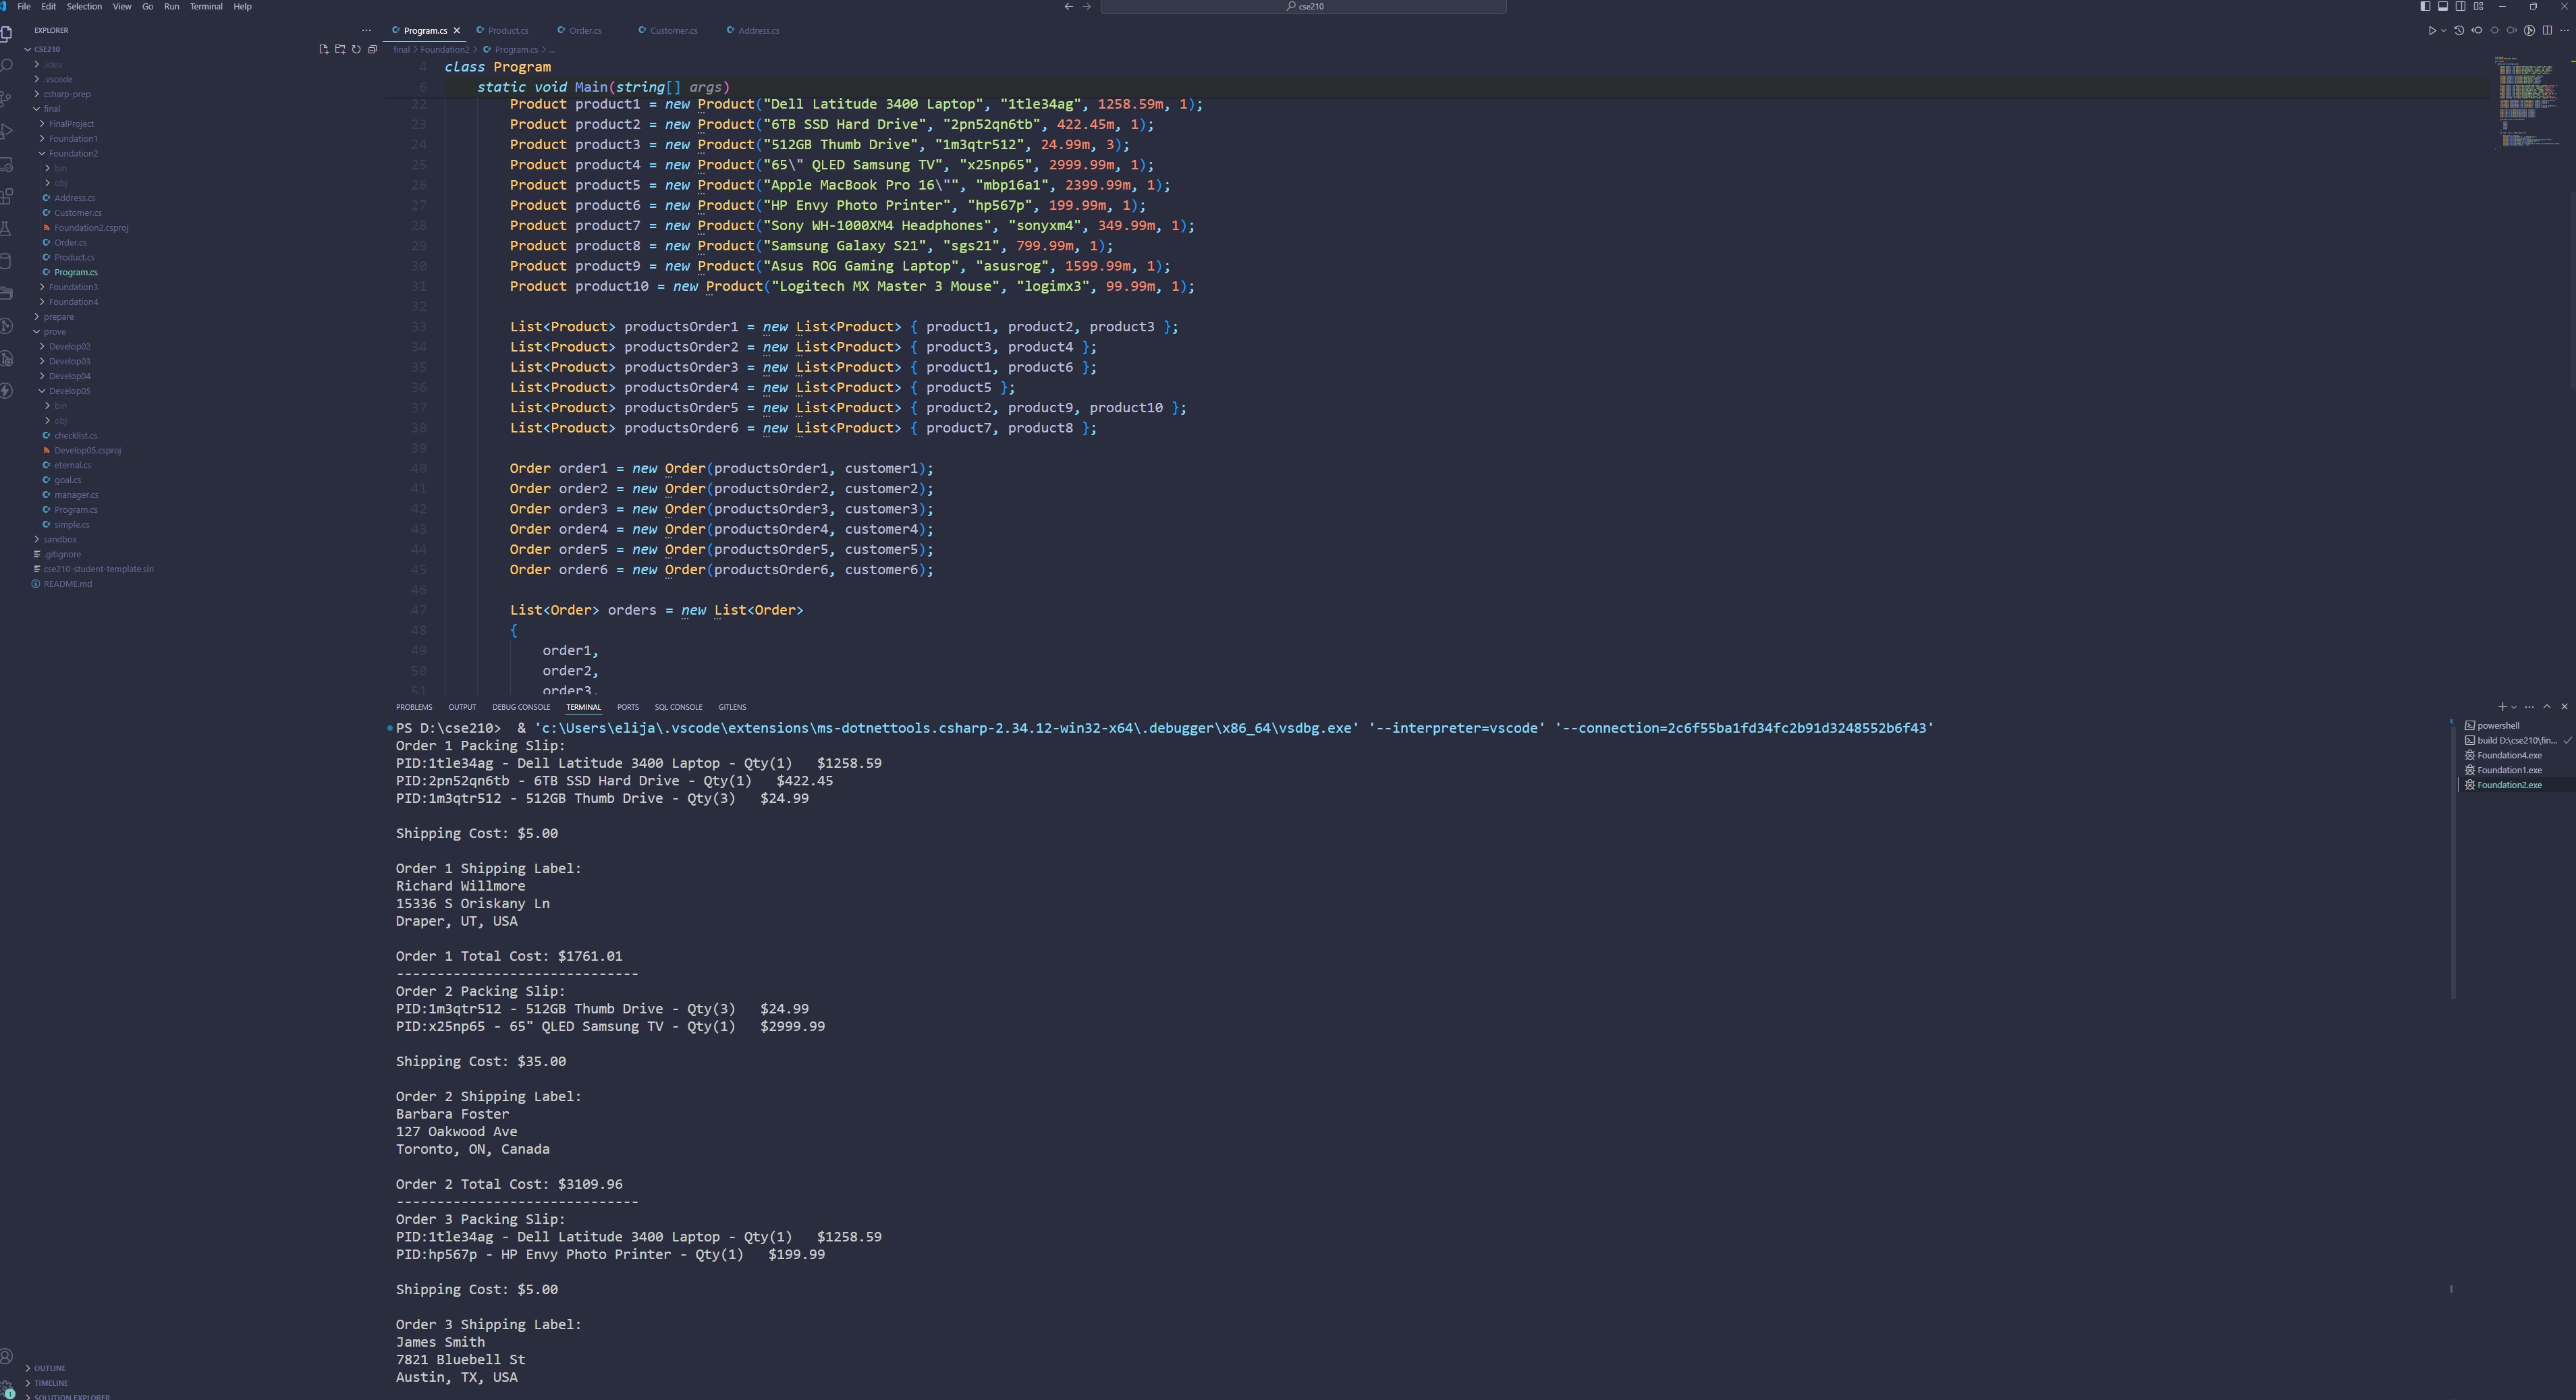 File Edit Selection View Go Run Terminal Help
cse210
EXPLORER
CSE210
.idea
.vscode
csharp-prep
final
FinalProject
Foundation1
Foundation2
bin
obj
Address.cs
Customer.cs
Foundation2.csproj
Order.cs
Product.cs
Program.cs
Foundation3
Foundation4
prepare
prove
Develop02
Develop03
Develop04
Develop05
bin
obj
checklist.cs
Develop05.csproj
eternal.cs
goal.cs
manager.cs
Program.cs
simple.cs
sandbox
.gitignore
cse210-student-template.sln
README.md
OUTLINE
TIMELINE
SOLUTION EXPLORER
1
Program.cs Product.cs Order.cs Customer.cs Address.cs
final > Foundation2 > Program.cs > ...
4 class Program
6 static void Main(string[] args)
22 Product product1 = new Product("Dell Latitude 3400 Laptop", "1tle34ag", 1258.59m, 1);
23 Product product2 = new Product("6TB SSD Hard Drive", "2pn52qn6tb", 422.45m, 1);
24 Product product3 = new Product("512GB Thumb Drive", "1m3qtr512", 24.99m, 3);
25 Product product4 = new Product("65\" QLED Samsung TV", "x25np65", 2999.99m, 1);
26 Product product5 = new Product("Apple MacBook Pro 16\"", "mbp16a1", 2399.99m, 1);
27 Product product6 = new Product("HP Envy Photo Printer", "hp567p", 199.99m, 1);
28 Product product7 = new Product("Sony WH-1000XM4 Headphones", "sonyxm4", 349.99m, 1);
29 Product product8 = new Product("Samsung Galaxy S21", "sgs21", 799.99m, 1);
30 Product product9 = new Product("Asus ROG Gaming Laptop", "asusrog", 1599.99m, 1);
31 Product product10 = new Product("Logitech MX Master 3 Mouse", "logimx3", 99.99m, 1);
32
33 List<Product> productsOrder1 = new List<Product> { product1, product2, product3 };
34 List<Product> productsOrder2 = new List<Product> { product3, product4 };
35 List<Product> productsOrder3 = new List<Product> { product1, product6 };
36 List<Product> productsOrder4 = new List<Product> { product5 };
37 List<Product> productsOrder5 = new List<Product> { product2, product9, product10 };
38 List<Product> productsOrder6 = new List<Product> { product7, product8 };
39
40 Order order1 = new Order(productsOrder1, customer1);
41 Order order2 = new Order(productsOrder2, customer2);
42 Order order3 = new Order(productsOrder3, customer3);
43 Order order4 = new Order(productsOrder4, customer4);
44 Order order5 = new Order(productsOrder5, customer5);
45 Order order6 = new Order(productsOrder6, customer6);
46
47 List<Order> orders = new List<Order>
48 {
49 order1,
50 order2,
51 order3,
PROBLEMS OUTPUT DEBUG CONSOLE TERMINAL PORTS SQL CONSOLE GITLENS
PS D:\cse210> & 'c:\Users\elija\.vscode\extensions\ms-dotnettools.csharp-2.34.12-win32-x64\.debugger\x86_64\vsdbg.exe' '--interpreter=vscode' '--connection=2c6f55ba1fd34fc2b91d3248552b6f43'
Order 1 Packing Slip:
PID:1tle34ag - Dell Latitude 3400 Laptop - Qty(1) $1258.59
PID:2pn52qn6tb - 6TB SSD Hard Drive - Qty(1) $422.45
PID:1m3qtr512 - 512GB Thumb Drive - Qty(3) $24.99
Shipping Cost: $5.00
Order 1 Shipping Label:
Richard Willmore
15336 S Oriskany Ln
Draper, UT, USA
Order 1 Total Cost: $1761.01
------------------------------
Order 2 Packing Slip:
PID:1m3qtr512 - 512GB Thumb Drive - Qty(3) $24.99
PID:x25np65 - 65" QLED Samsung TV - Qty(1) $2999.99
Shipping Cost: $35.00
Order 2 Shipping Label:
Barbara Foster
127 Oakwood Ave
Toronto, ON, Canada
Order 2 Total Cost: $3109.96
------------------------------
Order 3 Packing Slip:
PID:1tle34ag - Dell Latitude 3400 Laptop - Qty(1) $1258.59
PID:hp567p - HP Envy Photo Printer - Qty(1) $199.99
Shipping Cost: $5.00
Order 3 Shipping Label:
James Smith
7821 Bluebell St
Austin, TX, USA
powershell
build D:\cse210\fin...
Foundation4.exe
Foundation1.exe
Foundation2.exe